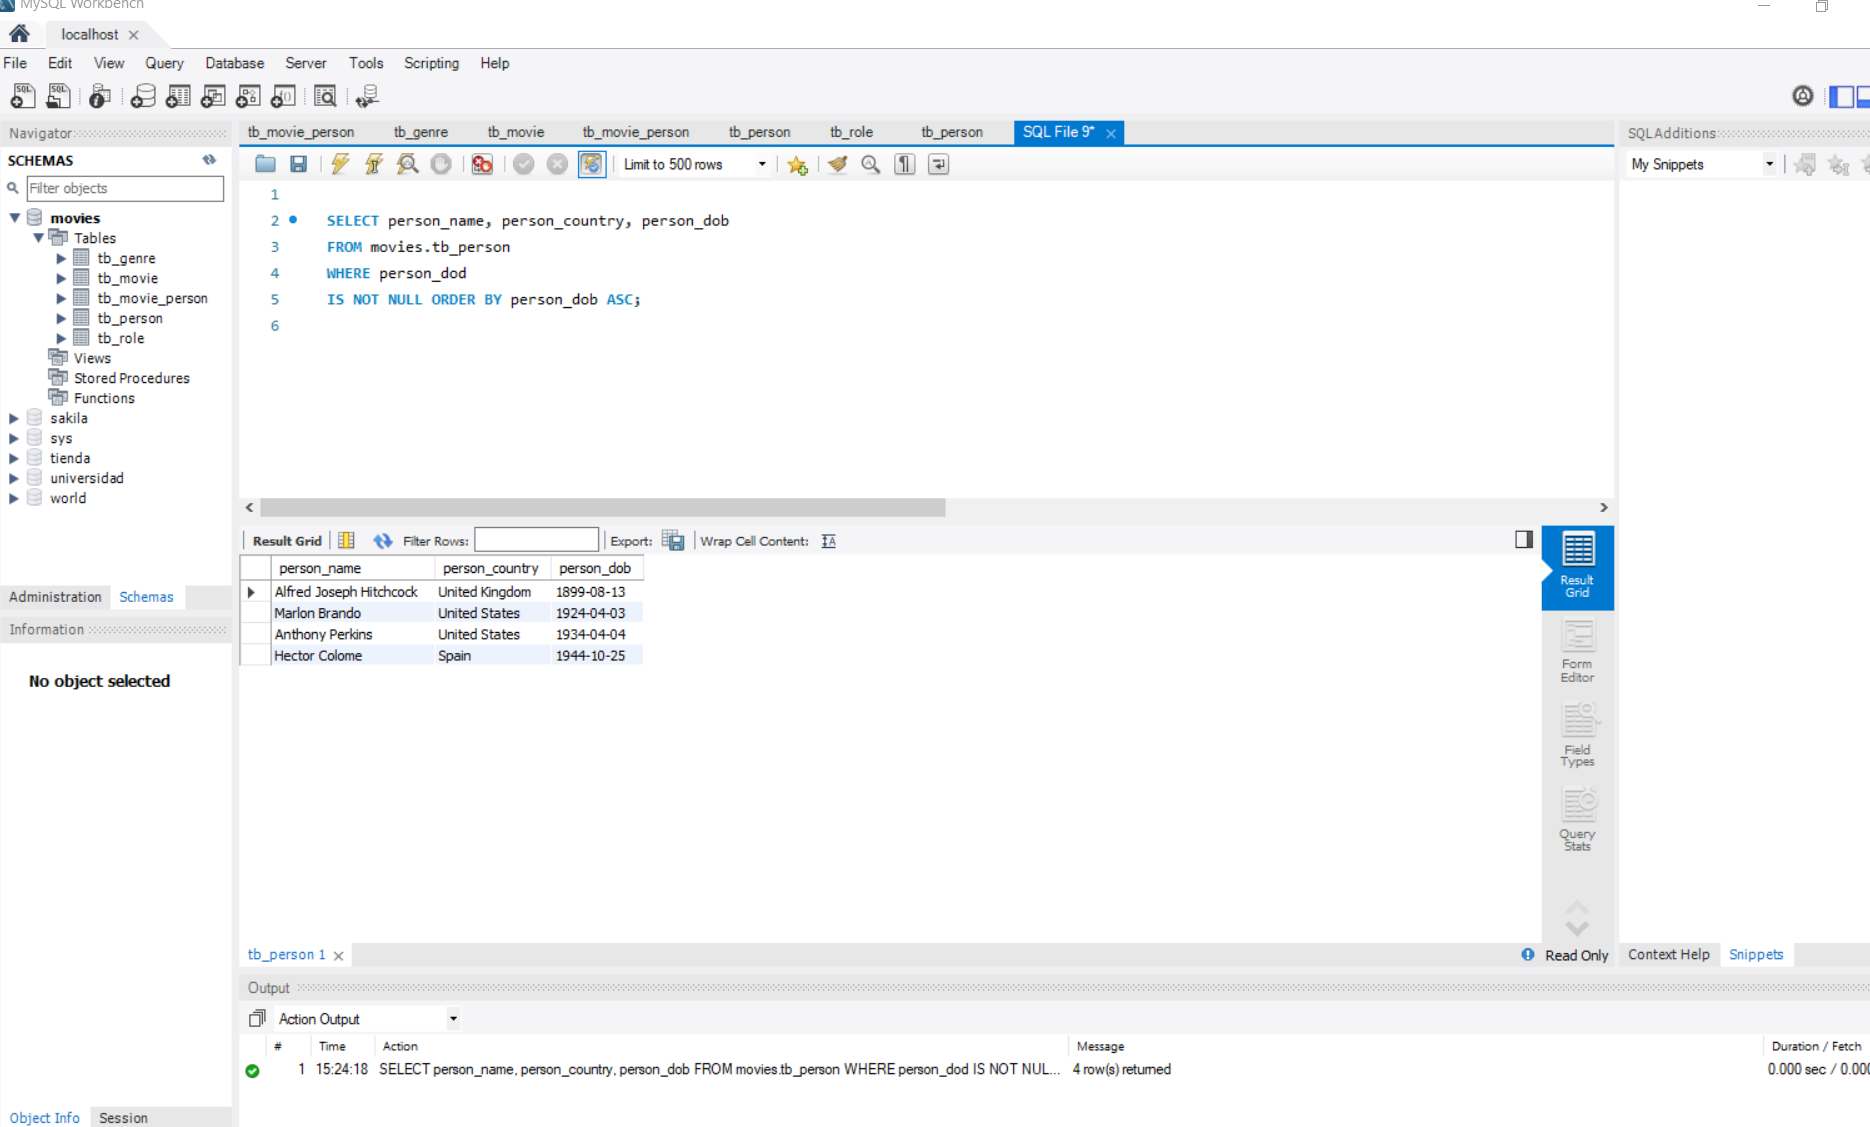 MySQL Workbench
localhost
File Edit View Query Database Server Tools Scripting Help
Navigator
SCHEMAS
Filter objects
movies
Tables
tb_genre
tb_movie
tb_movie_person
tb_person
tb_role
Views
Stored Procedures
Functions
sakila
sys
tienda
universidad
world
Administration Schemas
Information
No object selected
Object Info Session
tb_movie_person tb_genre tb_movie tb_movie_person tb_person tb_role tb_person SQL File 9*
Limit to 500 rows
1
2 SELECT person_name, person_country, person_dob
3 FROM movies.tb_person
4 WHERE person_dod
5 IS NOT NULL ORDER BY person_dob ASC;
6
Result Grid Filter Rows: Export: Wrap Cell Content:
person_name person_country person_dob
Alfred Joseph Hitchcock United Kingdom 1899-08-13
Marlon Brando United States 1924-04-03
Anthony Perkins United States 1934-04-04
Hector Colome Spain 1944-10-25
Result
Grid
Form
Editor
Field
Types
Query
Stats
tb_person 1
Read Only
Output
Action Output
# Time Action Message Duration / Fetch
1 15:24:18 SELECT person_name, person_country, person_dob FROM movies.tb_person WHERE person_dod IS NOT NUL... 4 row(s) returned 0.000 sec / 0.000
SQLAdditions
My Snippets
Context Help Snippets